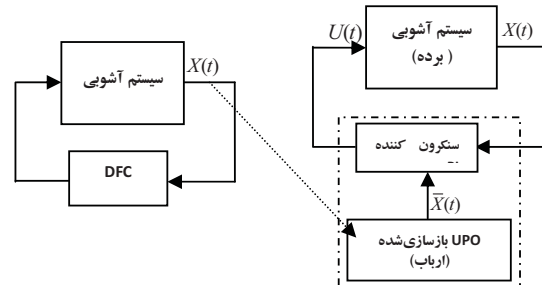 سیستم آشوبی
X(t)
DFC
U(t)
سیستم آشوبی
(برده)
X(t)
سنکرون کننده
X̄(t)
UPO بازسازی‌شده
(ارباب)